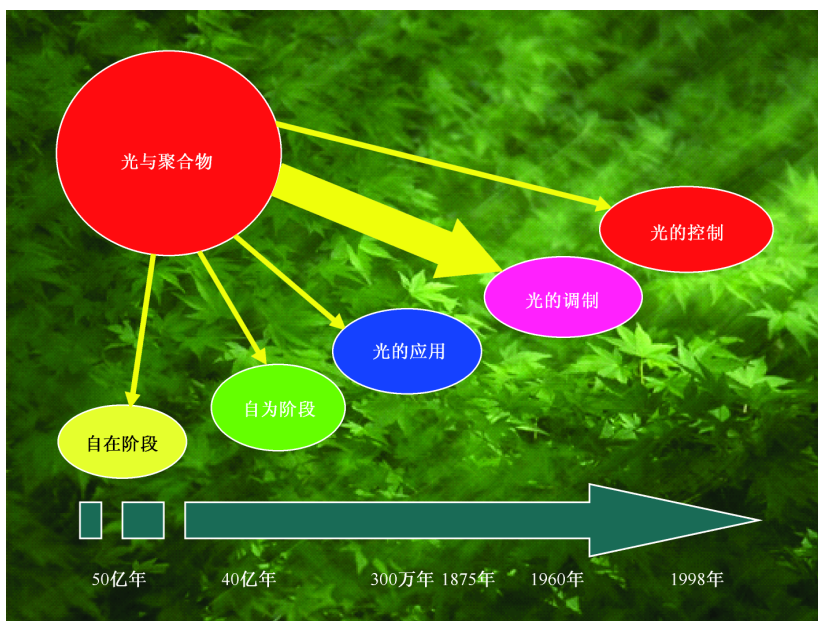 光与聚合物
光的控制
光的调制
光的应用
自为阶段
自在阶段
50亿年 40亿年 300万年 1875年 1960年 1998年